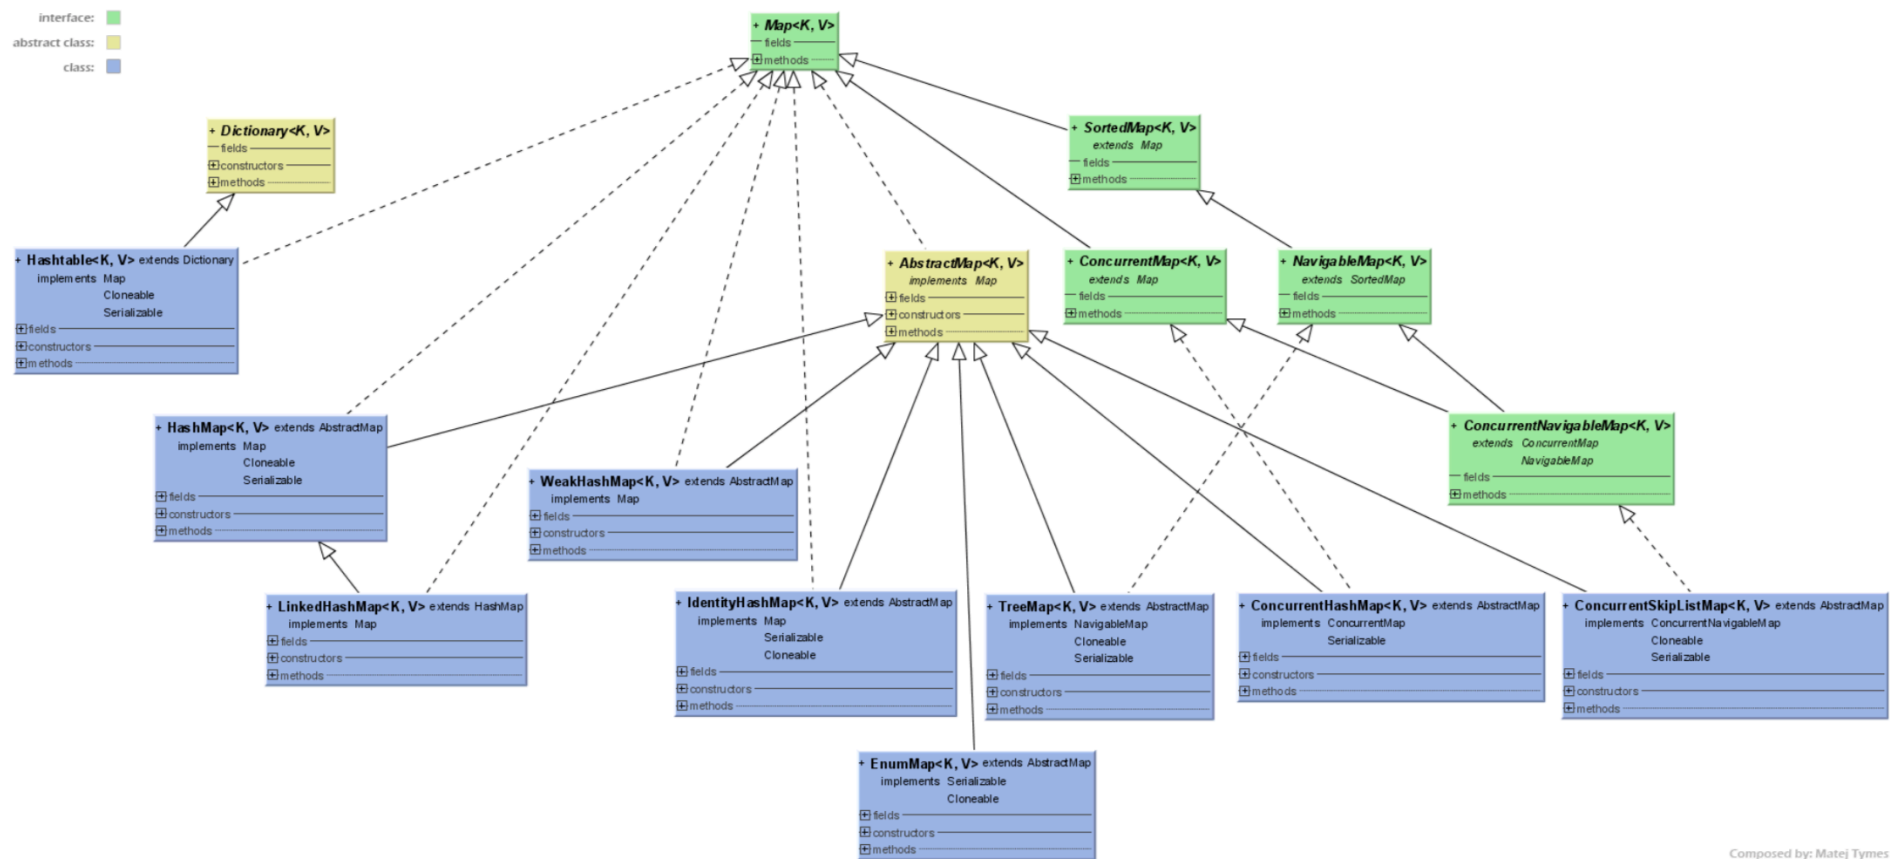 interface:
abstract class:
class:
+ Map<K, V>
fields
methods
+ Dictionary<K, V>
fields
constructors
methods
+ SortedMap<K, V>
extends Map
fields
methods
+ Hashtable<K, V> extends Dictionary
implements Map
Cloneable
Serializable
fields
constructors
methods
+ AbstractMap<K, V>
implements Map
fields
constructors
methods
+ ConcurrentMap<K, V>
extends Map
fields
methods
+ NavigableMap<K, V>
extends SortedMap
fields
methods
+ HashMap<K, V> extends AbstractMap
implements Map
Cloneable
Serializable
fields
constructors
methods
+ WeakHashMap<K, V> extends AbstractMap
implements Map
fields
constructors
methods
+ ConcurrentNavigableMap<K, V>
extends ConcurrentMap
NavigableMap
fields
methods
+ LinkedHashMap<K, V> extends HashMap
implements Map
fields
constructors
methods
+ IdentityHashMap<K, V> extends AbstractMap
implements Map
Serializable
Cloneable
fields
constructors
methods
+ TreeMap<K, V> extends AbstractMap
implements NavigableMap
Cloneable
Serializable
fields
constructors
methods
+ ConcurrentHashMap<K, V> extends AbstractMap
implements ConcurrentMap
Serializable
fields
constructors
methods
+ ConcurrentSkipListMap<K, V> extends AbstractMap
implements ConcurrentNavigableMap
Cloneable
Serializable
fields
constructors
methods
+ EnumMap<K, V> extends AbstractMap
implements Serializable
Cloneable
fields
constructors
methods
Composed by: Matej Tymes